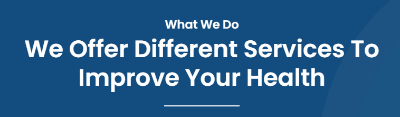 What We Do
We Offer Different Services To
Improve Your Health